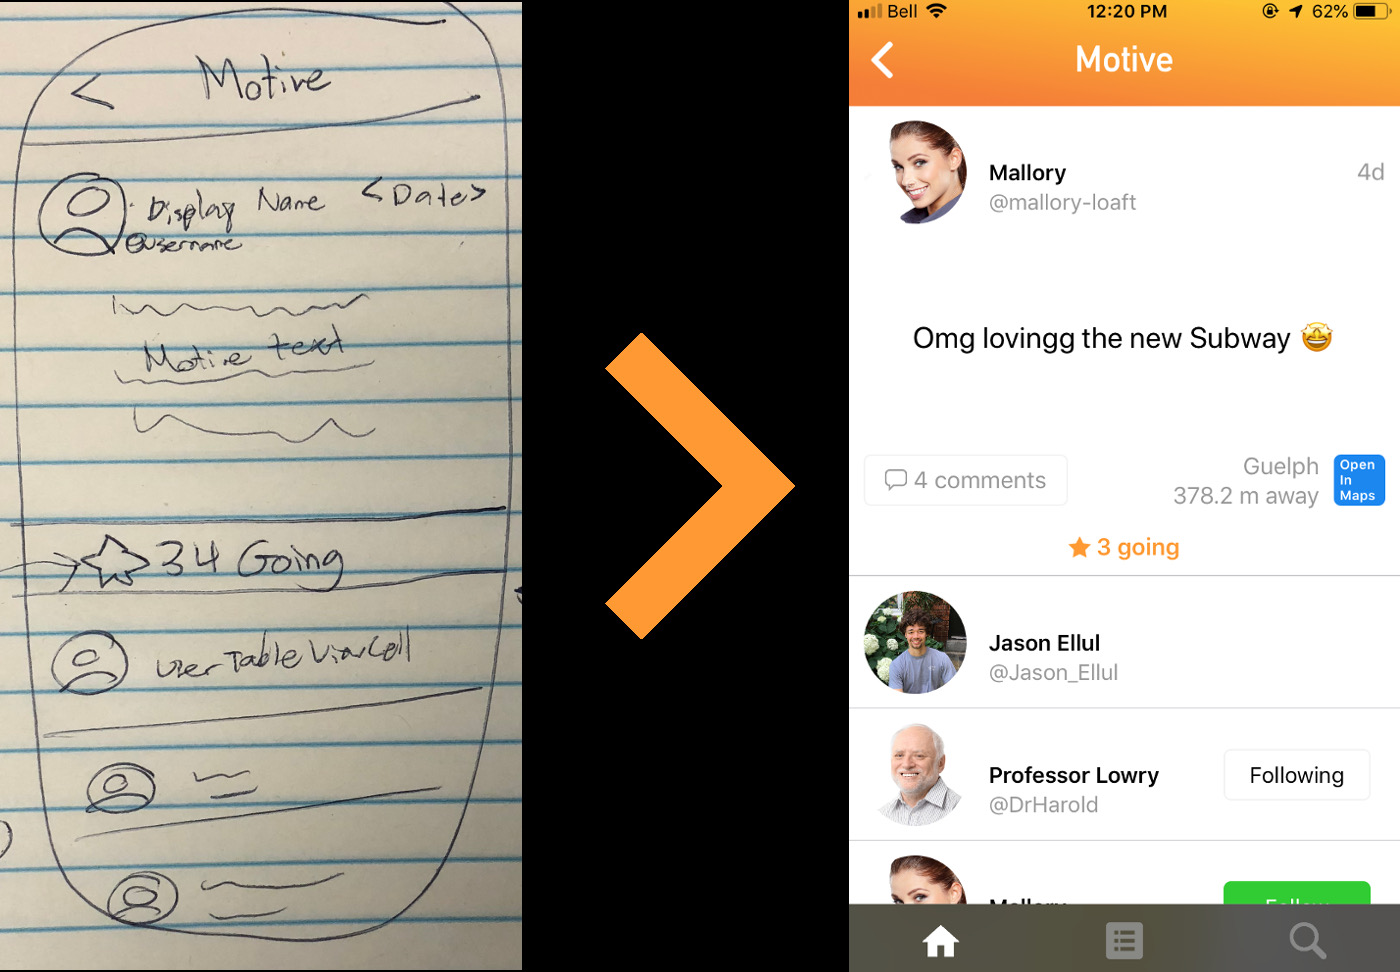 <
Motive
Display Name <Date>
@username
Motive text
34 Going
UserTableViewCell
Bell
12:20 PM
62%
Motive
Mallory
4d
@mallory-loaft
Omg lovingg the new Subway 🤩
4 comments
Guelph
378.2 m away
Open
In
Maps
3 going
Jason Ellul
@Jason_Ellul
Professor Lowry
@DrHarold
Following
Mallory
Follow